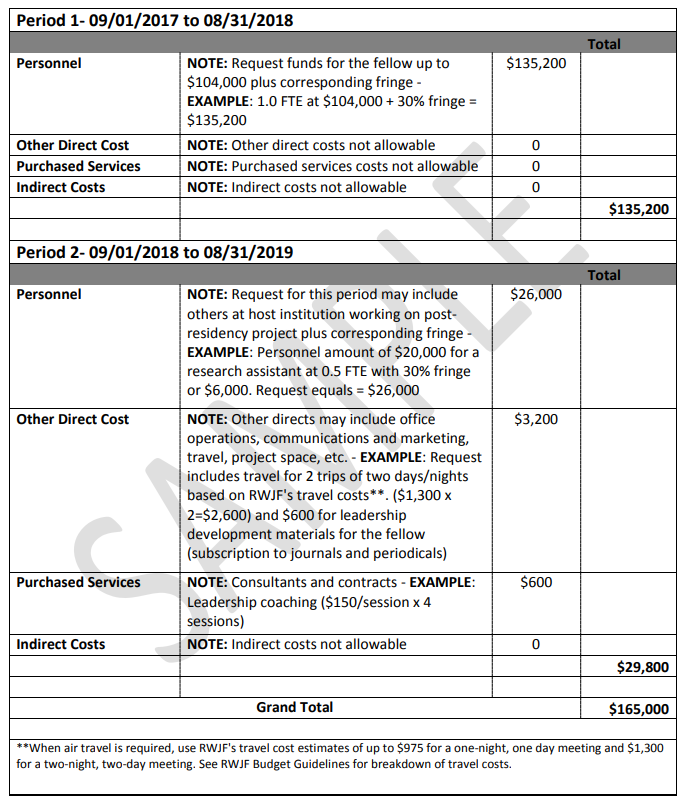 Period 1- 09/01/2017 to 08/31/2018
Total
Personnel NOTE: Request funds for the fellow up to $135,200
$104,000 plus corresponding fringe -
EXAMPLE: 1.0 FTE at $104,000 + 30% fringe =
$135,200
Other Direct Cost NOTE: Other direct costs not allowable 0
Purchased Services NOTE: Purchased services costs not allowable 0
Indirect Costs NOTE: Indirect costs not allowable 0
$135,200
Period 2- 09/01/2018 to 08/31/2019
Total
Personnel NOTE: Request for this period may include $26,000
others at host institution working on post-
residency project plus corresponding fringe -
EXAMPLE: Personnel amount of $20,000 for a
research assistant at 0.5 FTE with 30% fringe
or $6,000. Request equals = $26,000
Other Direct Cost NOTE: Other directs may include office $3,200
operations, communications and marketing,
travel, project space, etc. - EXAMPLE: Request
includes travel for 2 trips of two days/nights
based on RWJF's travel costs**. ($1,300 x
2=$2,600) and $600 for leadership
development materials for the fellow
(subscription to journals and periodicals)
Purchased Services NOTE: Consultants and contracts - EXAMPLE: $600
Leadership coaching ($150/session x 4
sessions)
Indirect Costs NOTE: Indirect costs not allowable 0
$29,800
Grand Total $165,000
**When air travel is required, use RWJF's travel cost estimates of up to $975 for a one-night, one day meeting and $1,300
for a two-night, two-day meeting. See RWJF Budget Guidelines for breakdown of travel costs.
SAMPLE